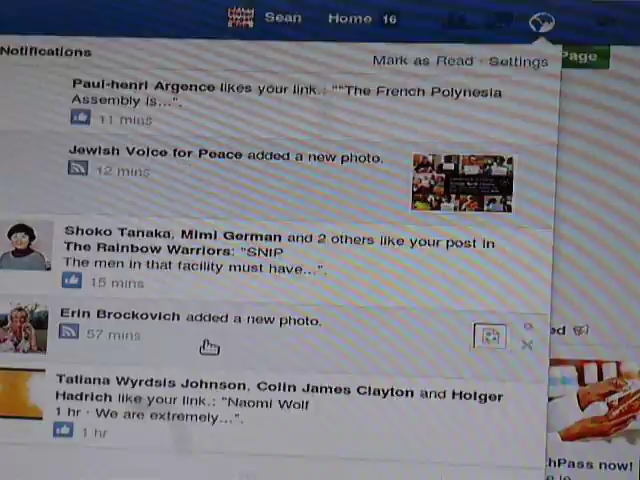 Sean Home 16
Notifications
Mark as Read · Settings
Page
Paul-henri Argence likes your link.: ""The French Polynesia
Assembly is...".
11 mins
Jewish Voice for Peace added a new photo.
12 mins
Shoko Tanaka, Mimi German and 2 others like your post in
The Rainbow Warriors: "SNIP
The men in that facility must have...".
15 mins
Erin Brockovich added a new photo.
57 mins
ed
Tatiana Wyrdsis Johnson, Colin James Clayton and Holger
Hadrich like your link.: "Naomi Wolf
1 hr · We are extremely...".
1 hr
hPass now!